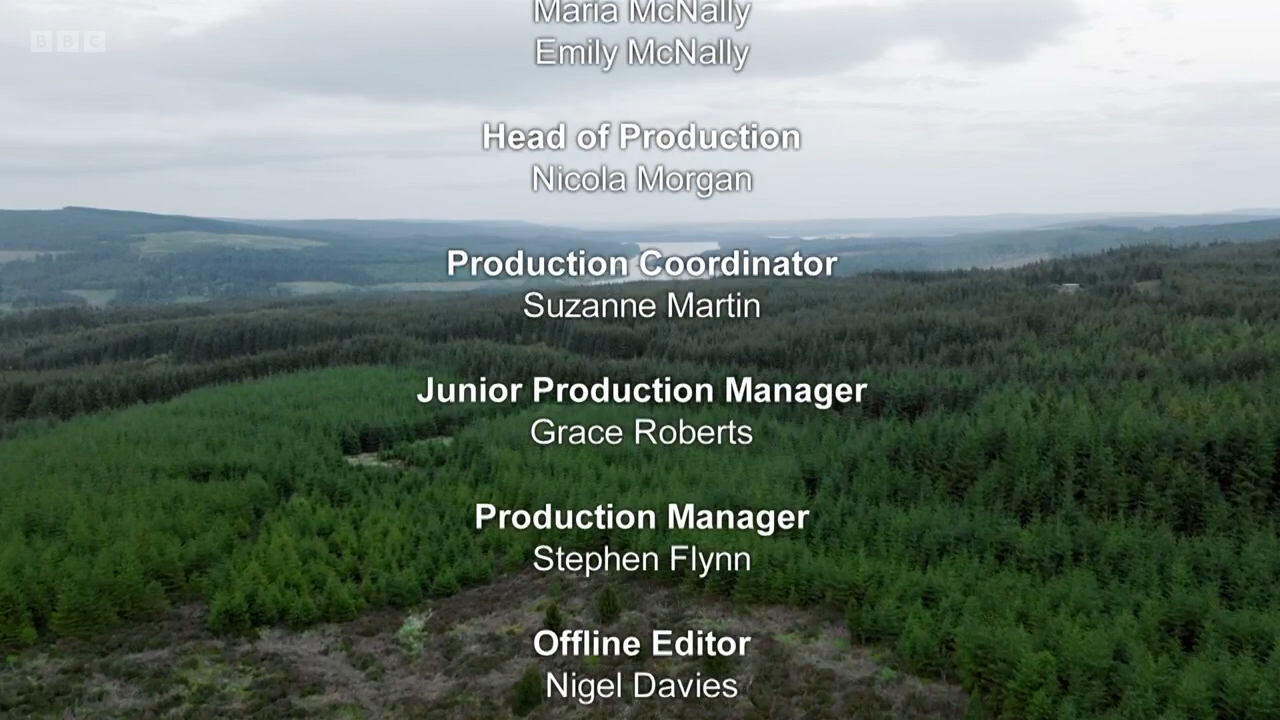 Maria McNally
BBC
Emily McNally
Head of Production
Nicola Morgan
Production Coordinator
Suzanne Martin
Junior Production Manager
Grace Roberts
Production Manager
Stephen Flynn
Offline Editor
Nigel Davies